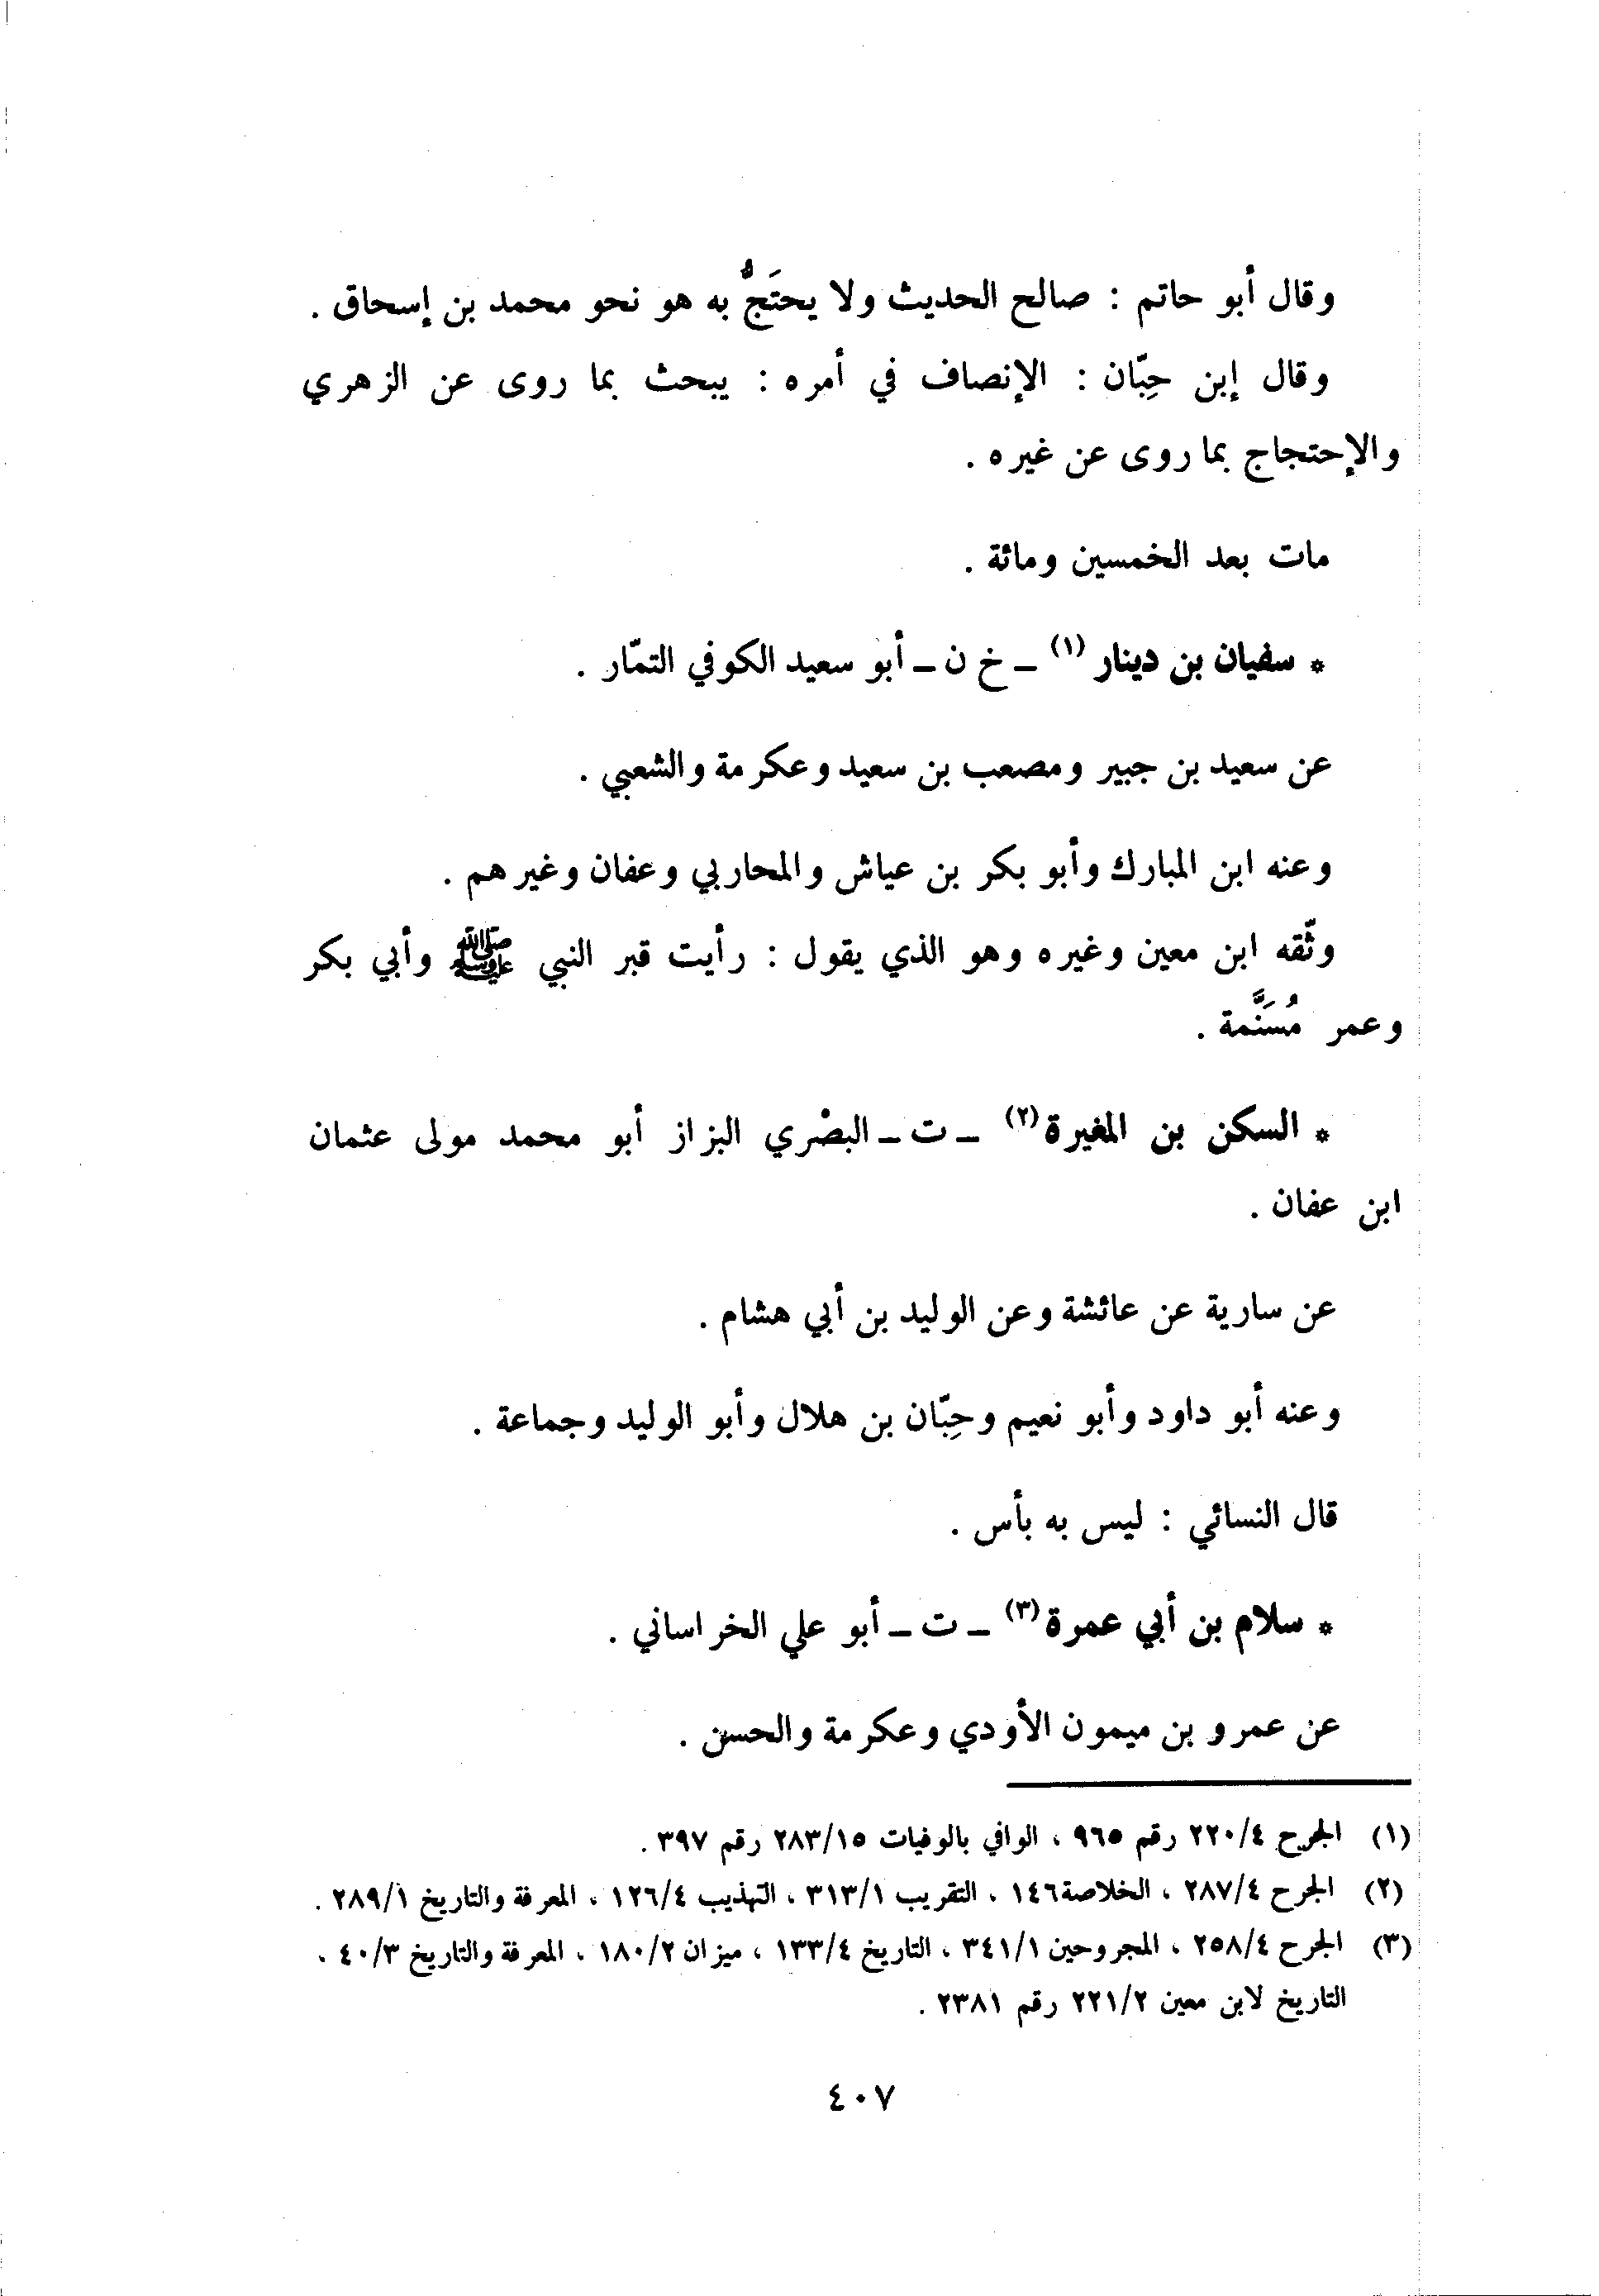 وقال أبو حاتم : صالح الحديث ولا يحتَجُّ به هو نحو محمد بن إسحاق .
وقال إبن حِبّان : الإنصاف في أمره : يبحث بما روى عن الزهري
والإحتجاج بما روى عن غيره .
مات بعد الخمسين ومائة .
* سفيان بن دينار (١) – خ ن – أبو سعيد الكوفي التمّار .
عن سعيد بن جبير ومصعب بن سعيد وعكرمة والشعبي .
وعنه ابن المبارك وأبو بكر بن عياش والمحاربي وعفان وغيرهم .
وثّقه ابن معين وغيره وهو الذي يقول : رأيت قبر النبي ﷺ وأبي بكر
وعمر مُسَنَّمة .
* السكن بن المغيرة (٢) – ت – البصْري البزاز أبو محمد مولى عثمان
ابن عفان .
عن سارية عن عائشة وعن الوليد بن أبي هشام .
وعنه أبو داود وأبو نعيم وحِبّان بن هلال وأبو الوليد وجماعة .
قال النسائي : ليس به بأس .
* سلام بن أبي عمرة (٣) – ت – أبو علي الخراساني .
عن عمرو بن ميمون الأودي وعكرمة والحسن .
(١) الجرح ٢٢٠/٤ رقم ٩٦٥ ، الوافي بالوفيات ٢٨٣/١٥ رقم ٣٩٧ .
(٢) الجرح ٢٨٧/٤ ، الخلاصة ١٤٦ ، التقريب ٣١٣/١ ، التهذيب ١٢٦/٤ ، المعرفة والتاريخ ٢٨٩/١ .
(٣) الجرح ٢٥٨/٤ ، المجروحين ٣٤١/١ ، التاريخ ١٣٣/٤ ، ميزان ١٨٠/٢ ، المعرفة والتاريخ ٤٠/٣ ،
التاريخ لابن معين ٢٢١/٢ رقم ٢٣٨١ .
٤٠٧